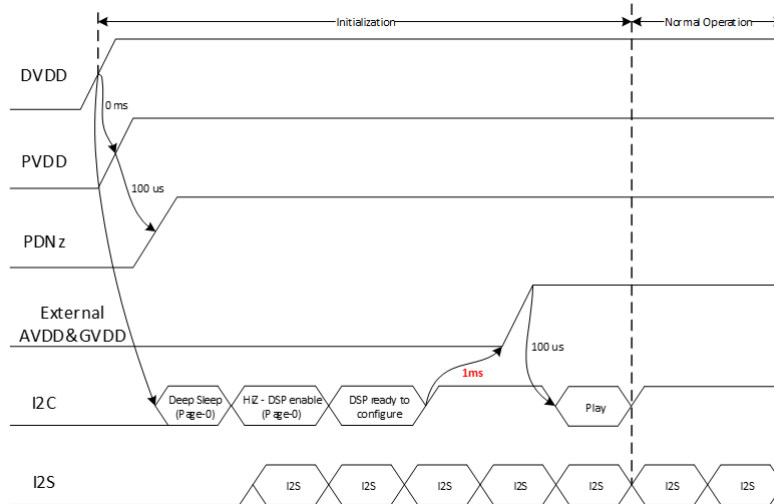 Initialization
Normal Operation
DVDD
0 ms
PVDD
100 us
PDNz
External
AVDD&GVDD
100 us
1ms
I2C
Deep Sleep
(Page-0)
HiZ - DSP enable
(Page-0)
DSP ready to
configure
Play
I2S
I2S
I2S
I2S
I2S
I2S
I2S
I2S